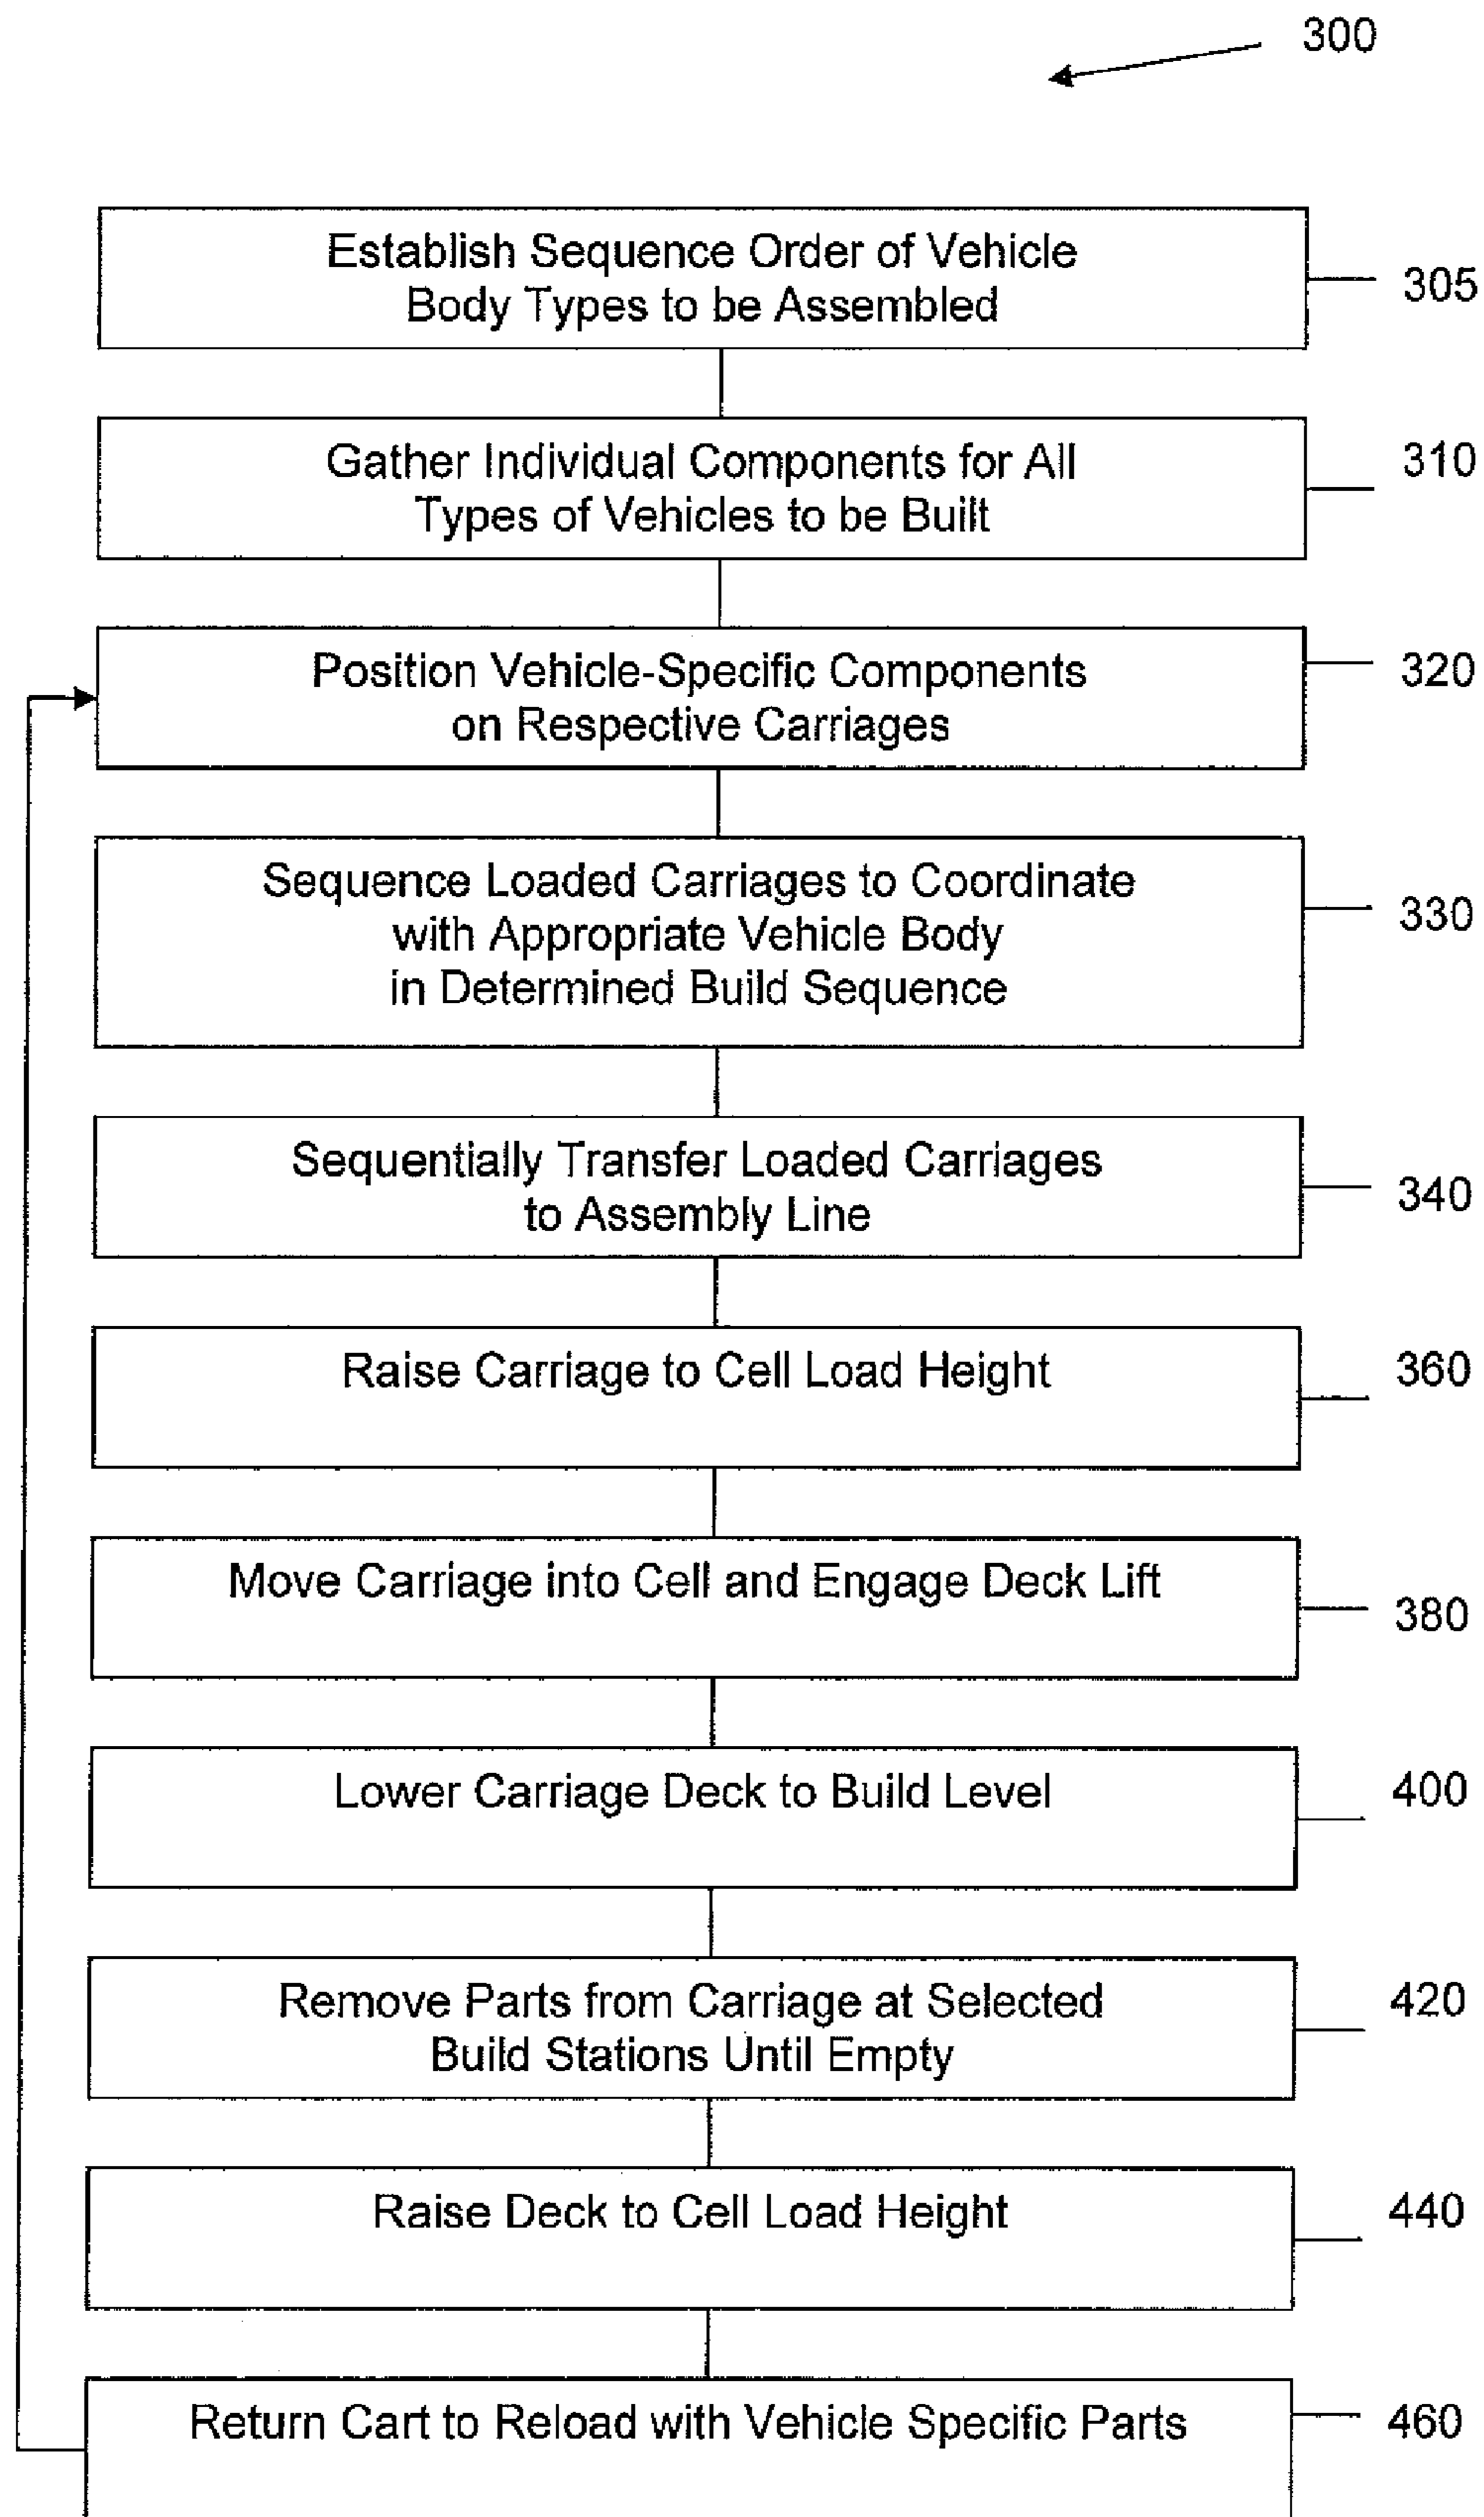 300
Establish Sequence Order of Vehicle
Body Types to be Assembled
305
Gather Individual Components for All
Types of Vehicles to be Built
310
Position Vehicle-Specific Components
on Respective Carriages
320
Sequence Loaded Carriages to Coordinate
with Appropriate Vehicle Body
in Determined Build Sequence
330
Sequentially Transfer Loaded Carriages
to Assembly Line
340
Raise Carriage to Cell Load Height
360
Move Carriage into Cell and Engage Deck Lift
380
Lower Carriage Deck to Build Level
400
Remove Parts from Carriage at Selected
Build Stations Until Empty
420
Raise Deck to Cell Load Height
440
Return Cart to Reload with Vehicle Specific Parts
460